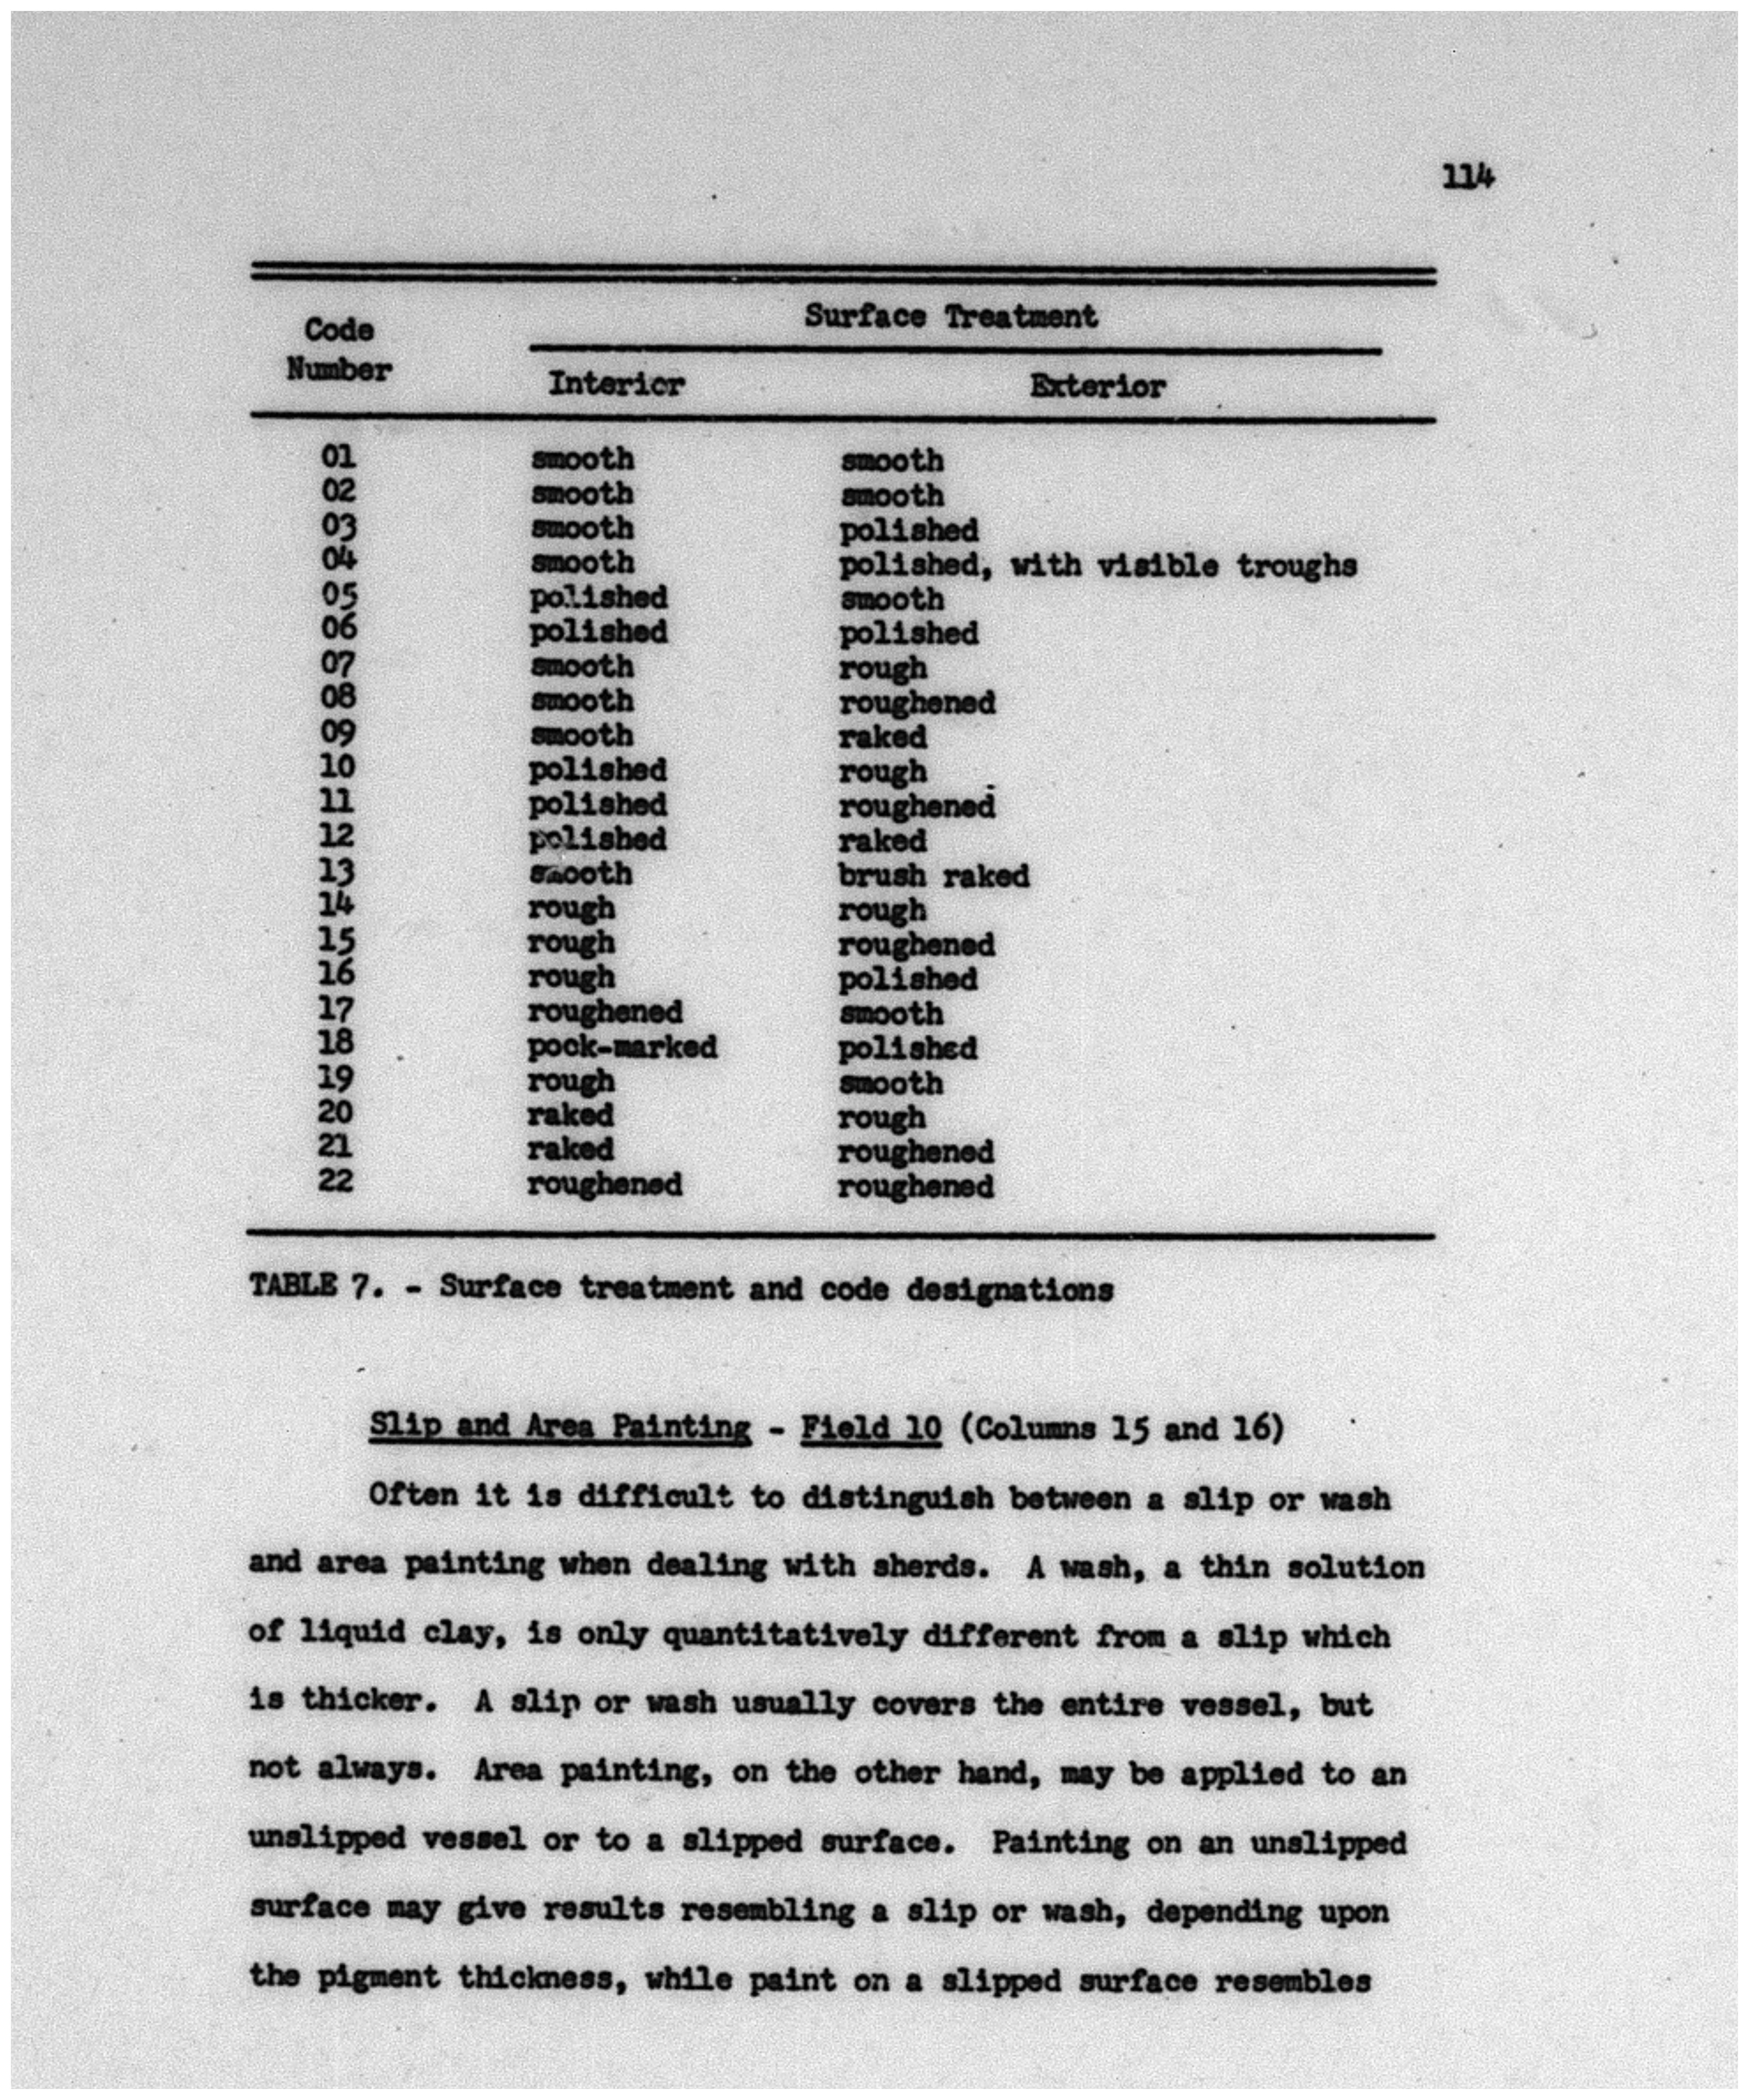 114
Surface Treatment
Code
Number
Interior Exterior
01 smooth smooth
02 smooth smooth
03 smooth polished
04 smooth polished, with visible troughs
05 polished smooth
06 polished polished
07 smooth rough
08 smooth roughened
09 smooth raked
10 polished rough
11 polished roughened
12 polished raked
13 smooth brush raked
14 rough rough
15 rough roughened
16 rough polished
17 roughened smooth
18 pock-marked polished
19 rough smooth
20 raked rough
21 raked roughened
22 roughened roughened
TABLE 7. - Surface treatment and code designations
Slip and Area Painting - Field 10 (Columns 15 and 16)
Often it is difficult to distinguish between a slip or wash
and area painting when dealing with sherds. A wash, a thin solution
of liquid clay, is only quantitatively different from a slip which
is thicker. A slip or wash usually covers the entire vessel, but
not always. Area painting, on the other hand, may be applied to an
unslipped vessel or to a slipped surface. Painting on an unslipped
surface may give results resembling a slip or wash, depending upon
the pigment thickness, while paint on a slipped surface resembles